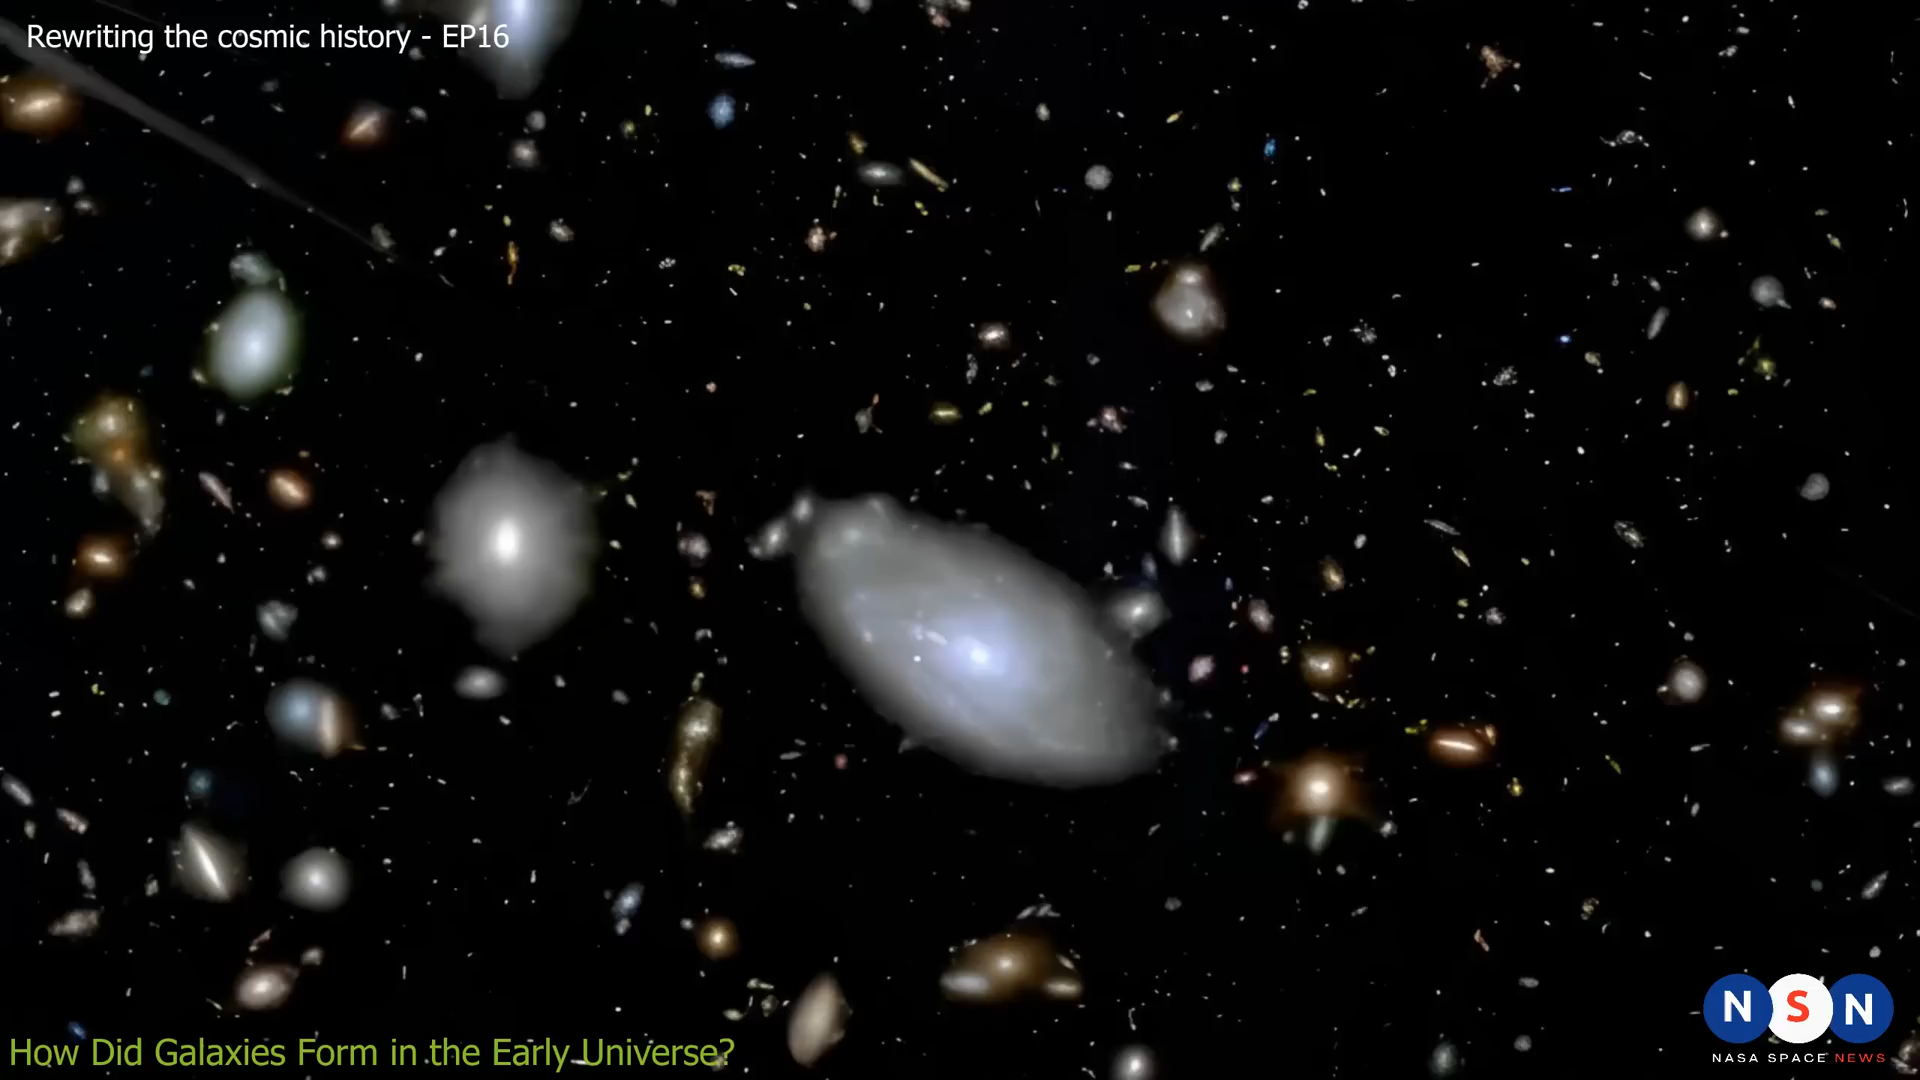 Rewriting the cosmic history - EP16
How Did Galaxies Form in the Early Universe?
NSN
NASA SPACE NEWS